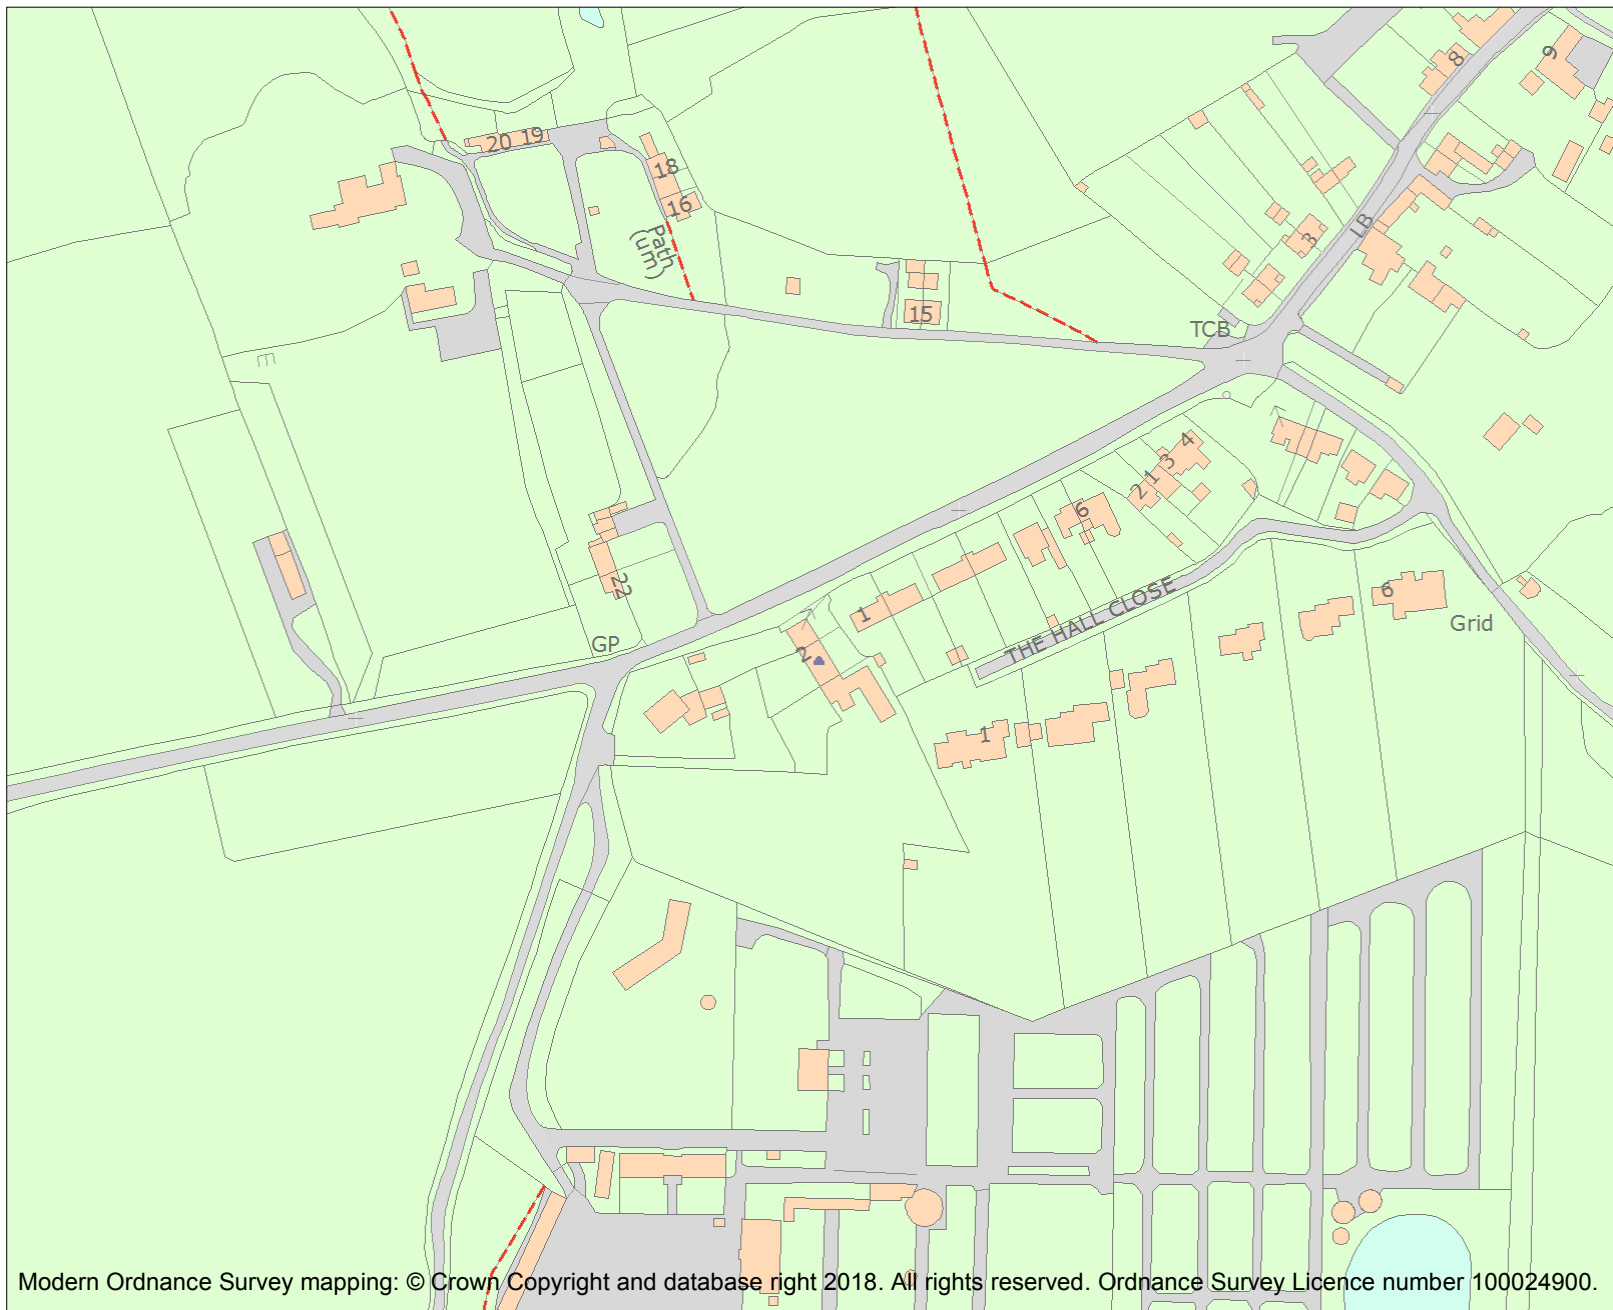 8
9
20 19
18
16
Path
(um)
3
LB
15
TCB
4
3
1
2
6
22
THE HALL CLOSE
1
6
GP
2
Grid
1
Modern Ordnance Survey mapping: © Crown Copyright and database right 2018. All rights reserved. Ordnance Survey Licence number 100024900.